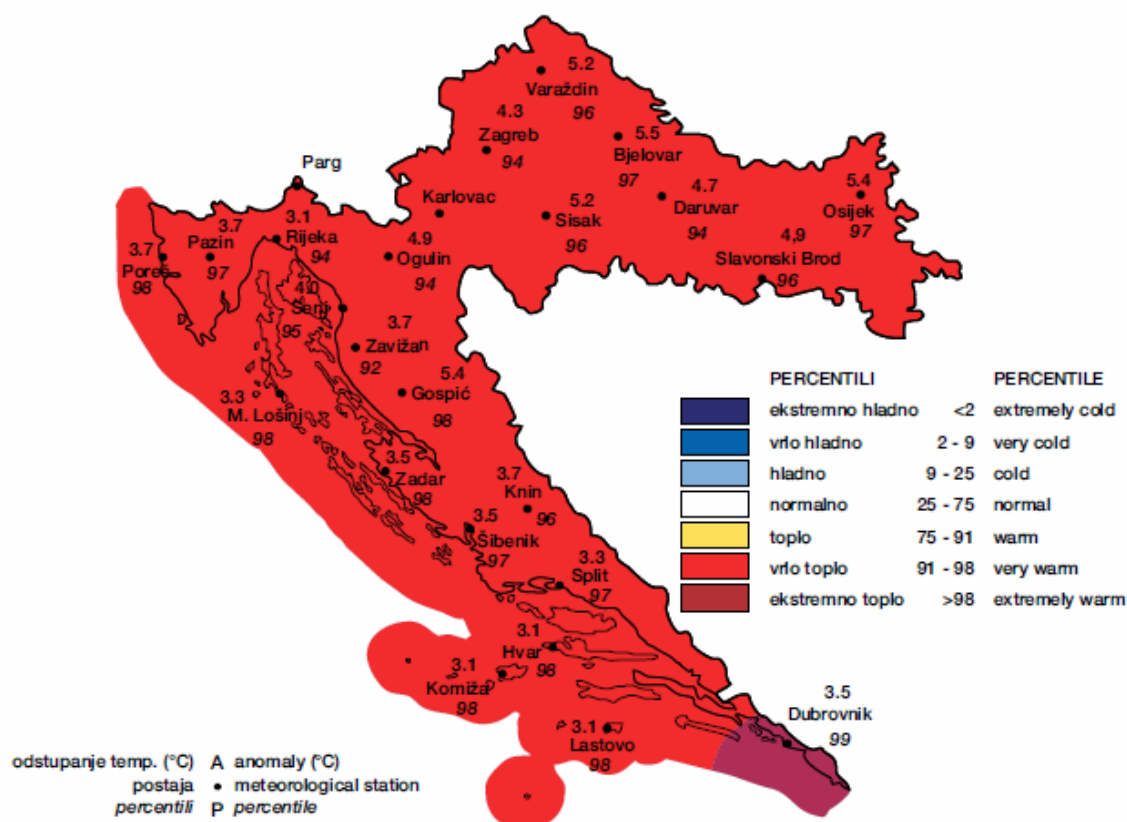 5.2
Varaždin
96
4.3
Zagreb
94
5.5
Bjelovar
97
Parg
Karlovac
5.2
Sisak
96
4.7
Daruvar
94
5.4
Osijek
97
4,9
Slavonski Brod
96
3.7
Poreč
98
3.7
Pazin
97
3.1
Rijeka
94
4.9
Ogulin
94
4.0
Senj
95
3.7
Zavižan
92
5.4
Gospić
98
3.3
M. Lošinj
98
3.5
Zadar
98
3.7
Knin
96
3.5
Šibenik
97
3.3
Split
97
3.1
Hvar
98
3.1
Komiža
98
3.1
Lastovo
98
3.5
Dubrovnik
99
PERCENTILI PERCENTILE
ekstremno hladno <2 extremely cold
vrlo hladno 2 - 9 very cold
hladno 9 - 25 cold
normalno 25 - 75 normal
toplo 75 - 91 warm
vrlo toplo 91 - 98 very warm
ekstremno toplo >98 extremely warm
odstupanje temp. (°C) A anomaly (°C)
postaja • meteorological station
percentili P percentile